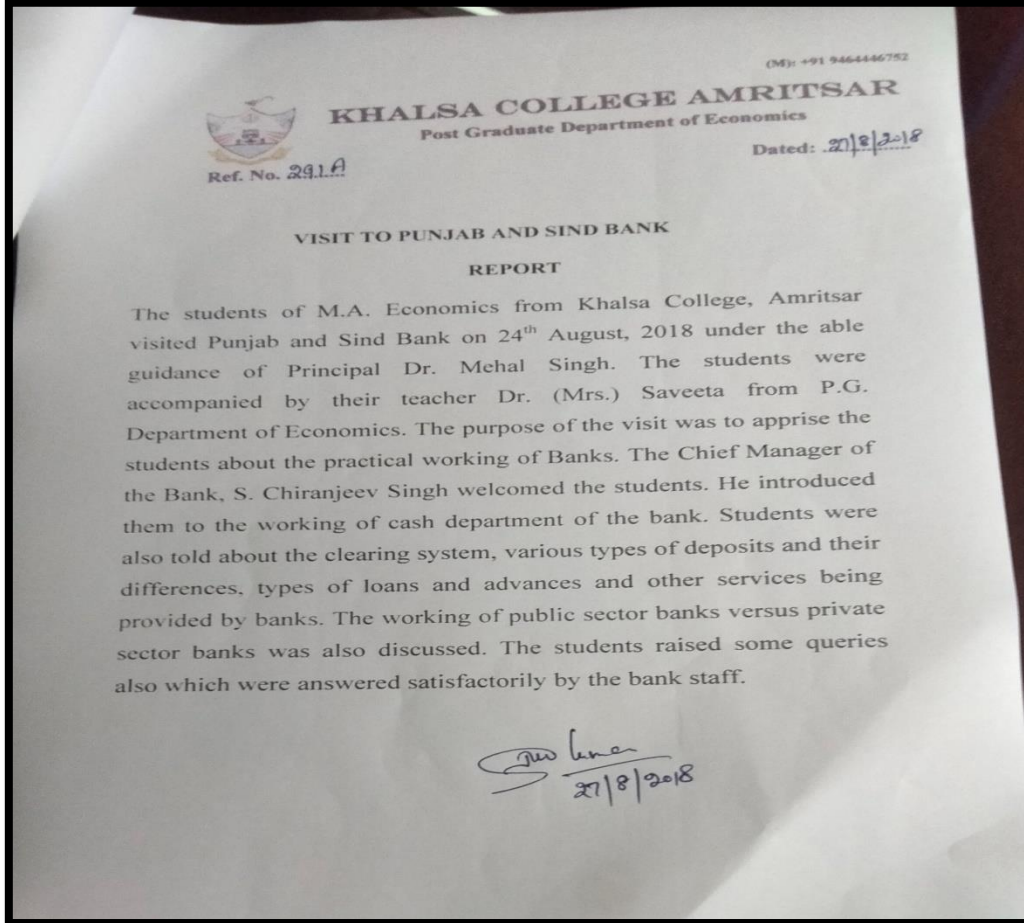 (M): +91 9464446752
KHALSA COLLEGE AMRITSAR
Post Graduate Department of Economics
Dated: 27/8/2018
Ref. No. 291A
VISIT TO PUNJAB AND SIND BANK
REPORT
The students of M.A. Economics from Khalsa College, Amritsar
visited Punjab and Sind Bank on 24th August, 2018 under the able
guidance of Principal Dr. Mehal Singh. The students were
accompanied by their teacher Dr. (Mrs.) Saveeta from P.G.
Department of Economics. The purpose of the visit was to apprise the
students about the practical working of Banks. The Chief Manager of
the Bank, S. Chiranjeev Singh welcomed the students. He introduced
them to the working of cash department of the bank. Students were
also told about the clearing system, various types of deposits and their
differences, types of loans and advances and other services being
provided by banks. The working of public sector banks versus private
sector banks was also discussed. The students raised some queries
also which were answered satisfactorily by the bank staff.
27/8/2018